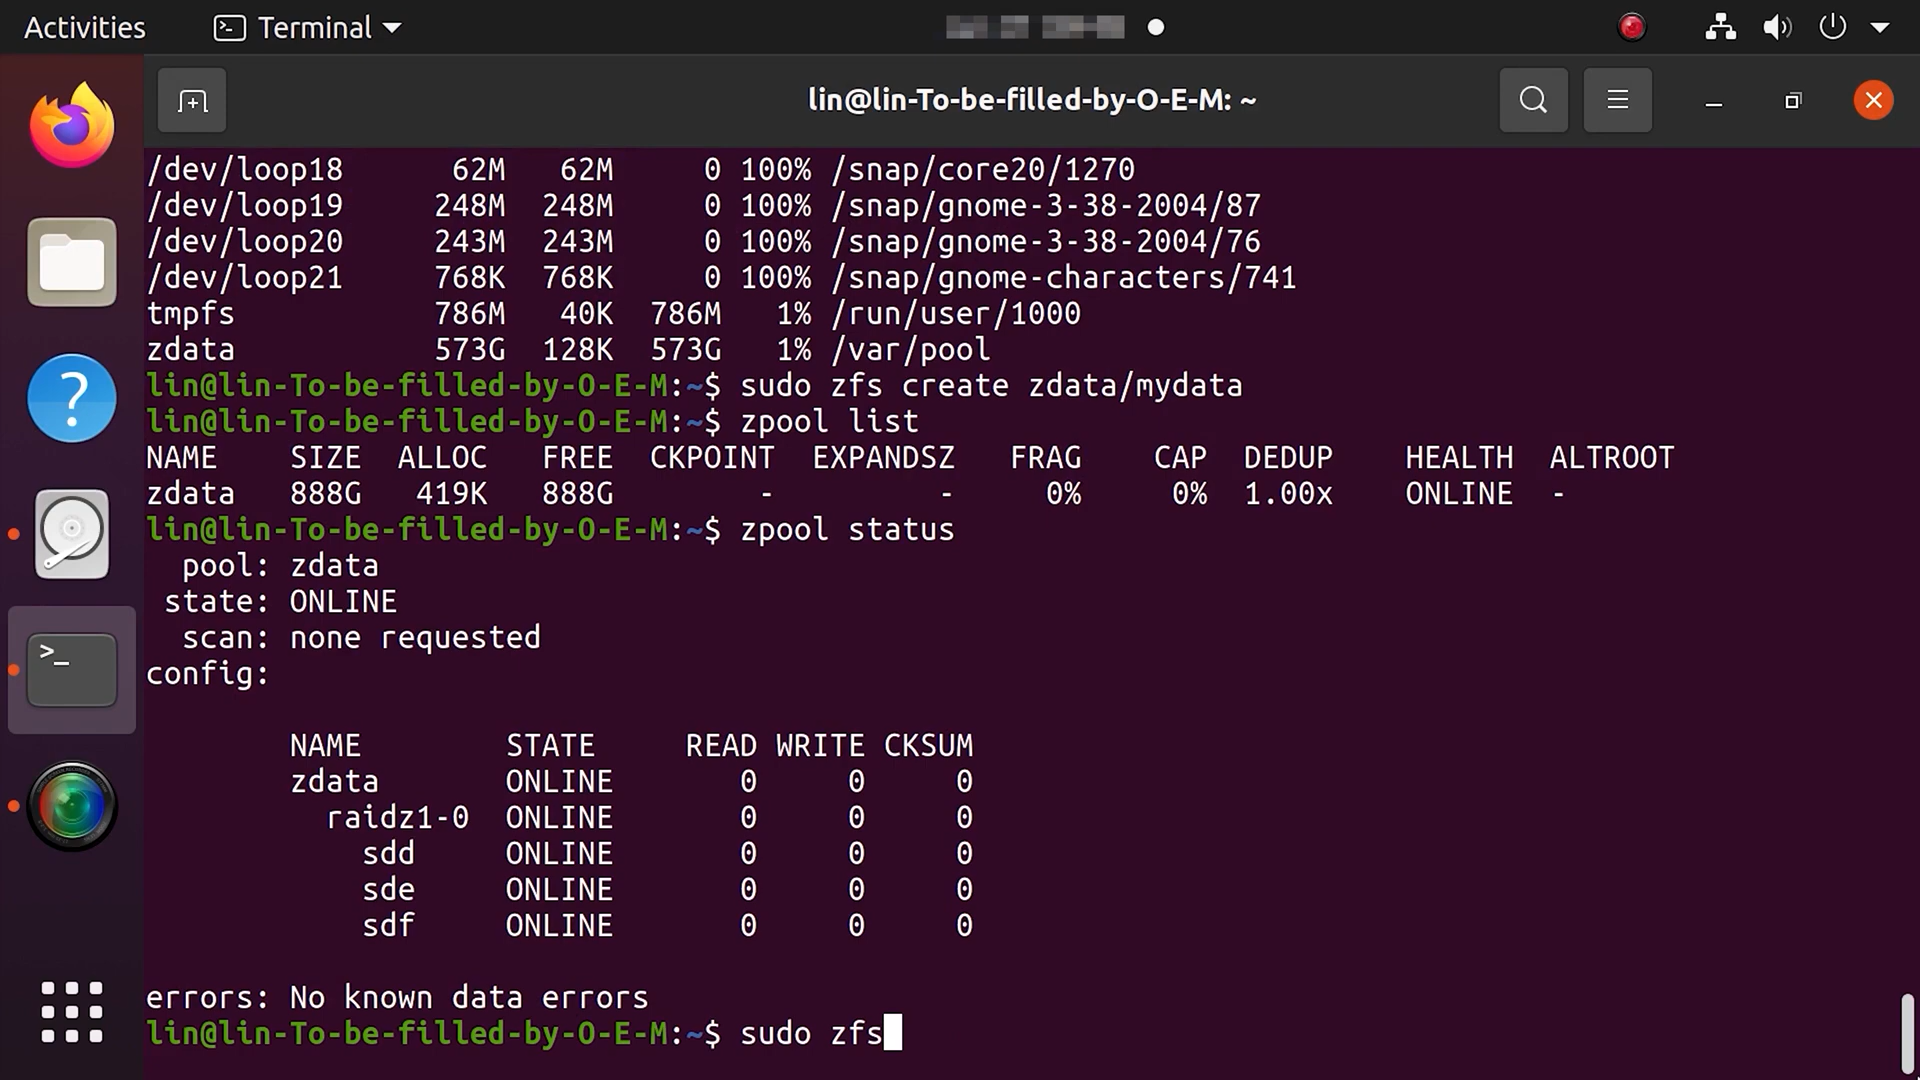 Activities Terminal
lin@lin-To-be-filled-by-O-E-M: ~
/dev/loop18 62M 62M 0 100% /snap/core20/1270
/dev/loop19 248M 248M 0 100% /snap/gnome-3-38-2004/87
/dev/loop20 243M 243M 0 100% /snap/gnome-3-38-2004/76
/dev/loop21 768K 768K 0 100% /snap/gnome-characters/741
tmpfs 786M 40K 786M 1% /run/user/1000
zdata 573G 128K 573G 1% /var/pool
lin@lin-To-be-filled-by-O-E-M:~$ sudo zfs create zdata/mydata
lin@lin-To-be-filled-by-O-E-M:~$ zpool list
NAME SIZE ALLOC FREE CKPOINT EXPANDSZ FRAG CAP DEDUP HEALTH ALTROOT
zdata 888G 419K 888G - - 0% 0% 1.00x ONLINE -
lin@lin-To-be-filled-by-O-E-M:~$ zpool status
pool: zdata
state: ONLINE
scan: none requested
config:
NAME STATE READ WRITE CKSUM
zdata ONLINE 0 0 0
raidz1-0 ONLINE 0 0 0
sdd ONLINE 0 0 0
sde ONLINE 0 0 0
sdf ONLINE 0 0 0
errors: No known data errors
lin@lin-To-be-filled-by-O-E-M:~$ sudo zfs